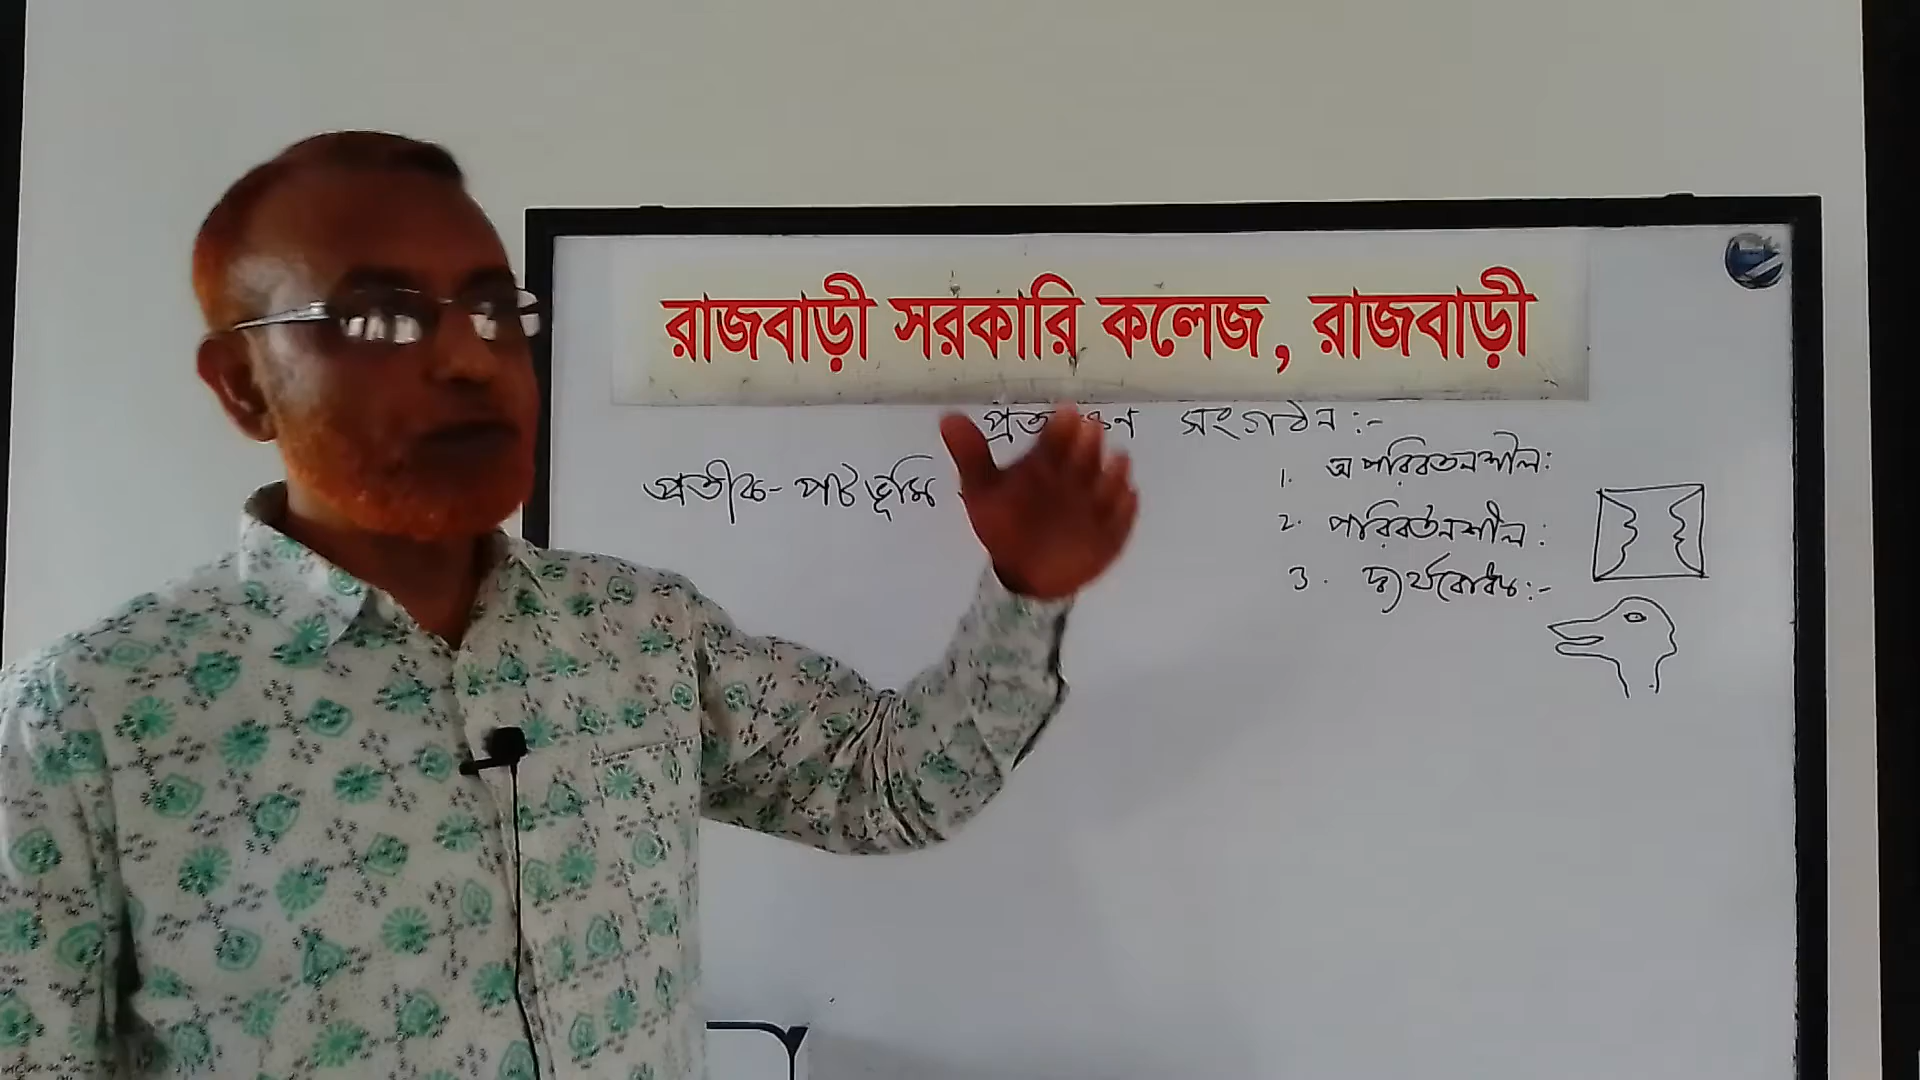 রাজবাড়ী সরকারি কলেজ, রাজবাড়ী
সংগঠন :-
প্রতীক- পটভূমি
1. অপরিবর্তনশীল:
2. পরিবর্তনশীল:
3. দ্ব্যর্থবোধক:-